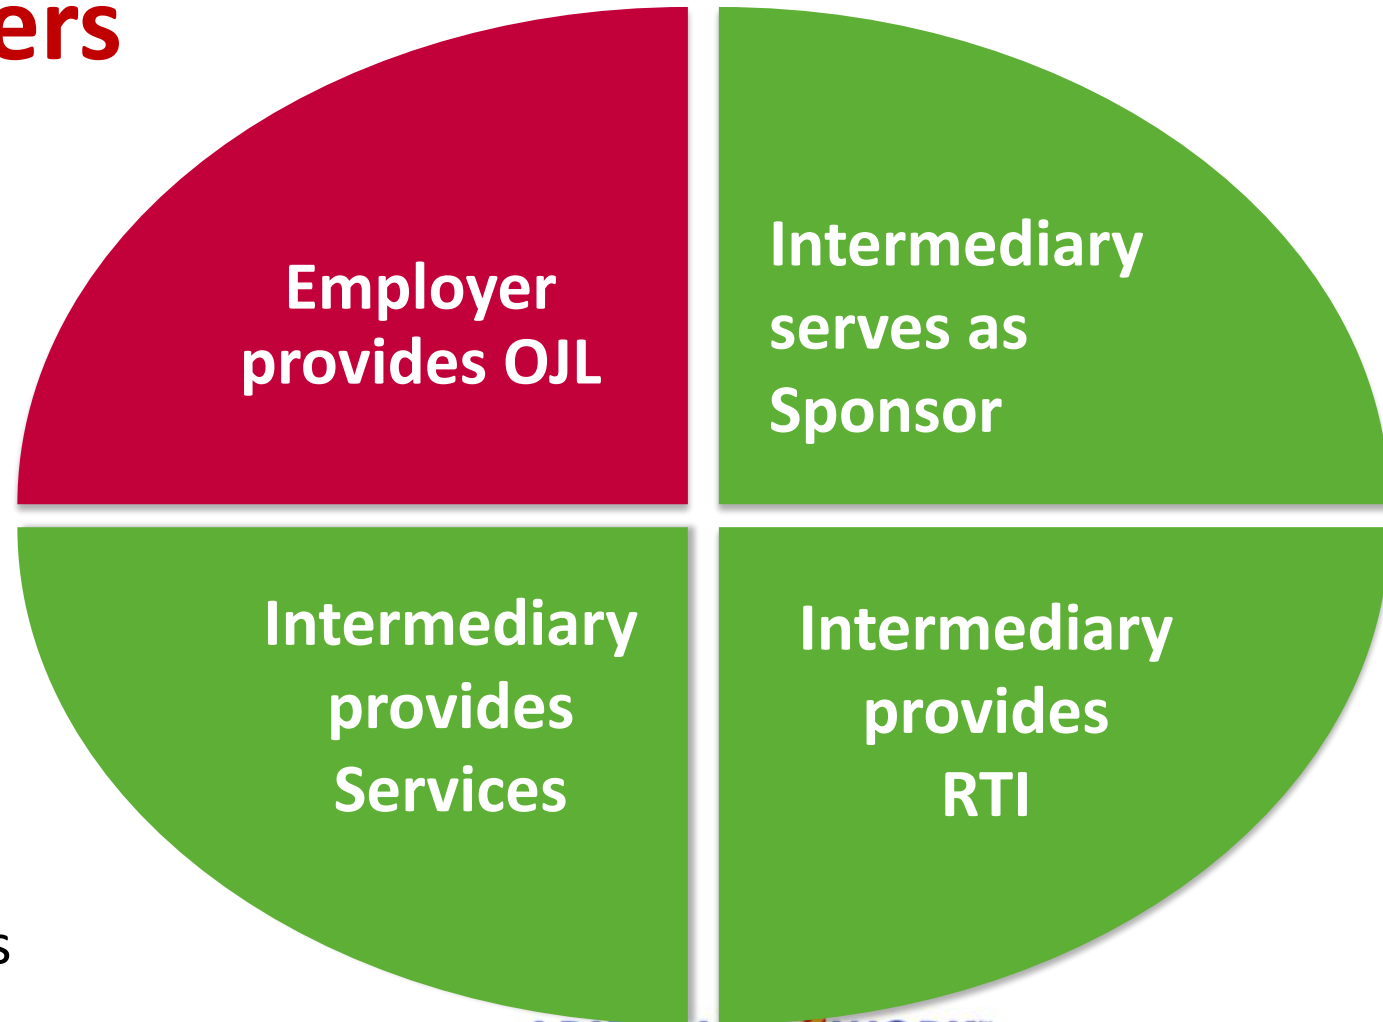 ers
Employer
provides OJL
Intermediary
serves as
Sponsor
Intermediary
provides
Services
Intermediary
provides
RTI
s